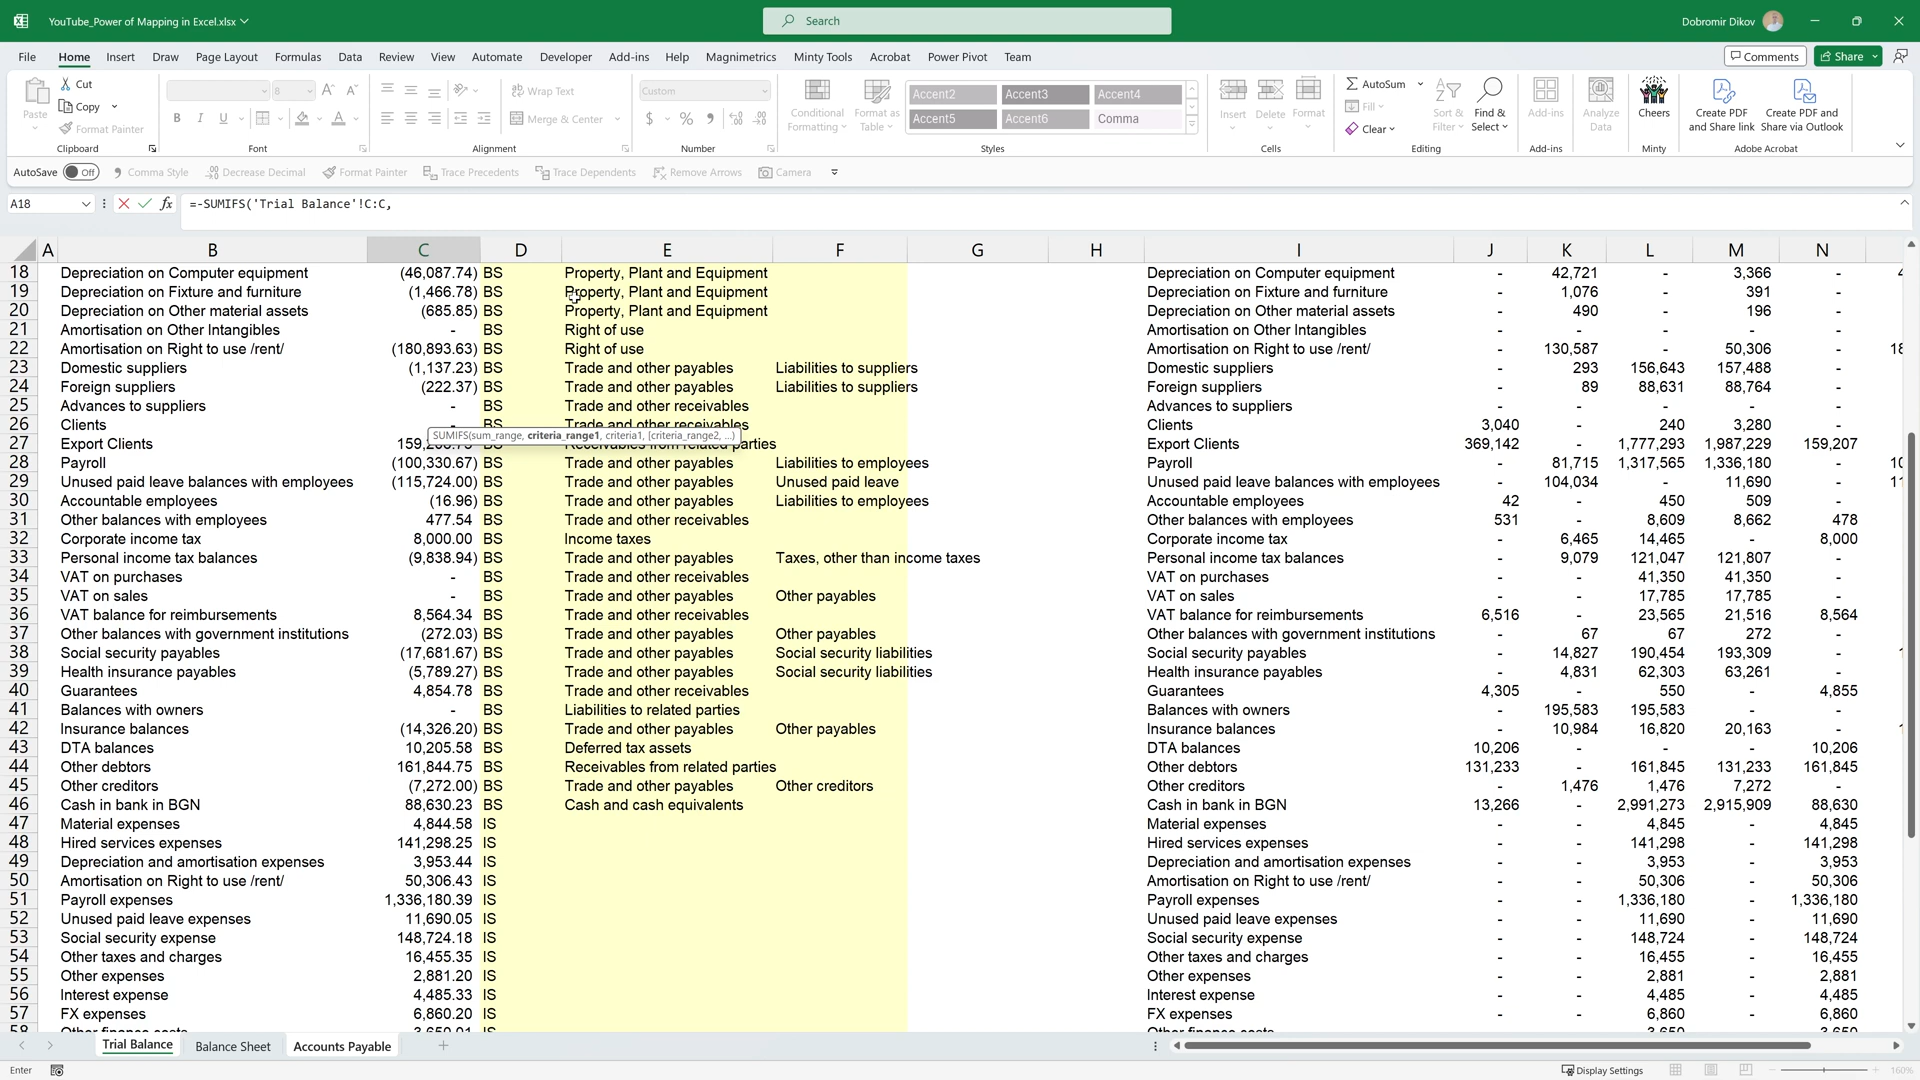 YouTube_Power of Mapping in Excel.xlsx
Search
Dobromir Dikov
File Home Insert Draw Page Layout Formulas Data Review View Automate Developer Add-ins Help Magnimetrics Minty Tools Acrobat Power Pivot Team
Comments Share
Paste Cut Copy Format Painter
8
B I U
Wrap Text
Merge & Center
Custom
$ %
Conditional Formatting
Format as Table
Accent2 Accent3 Accent4
Accent5 Accent6 Comma
Insert Delete Format
AutoSum
Fill
Clear
Sort & Filter
Find & Select
Add-ins
Analyze Data
Cheers
Create PDF and Share link
Create PDF and Share via Outlook
Clipboard Font Alignment Number Styles Cells Editing Add-ins Minty Adobe Acrobat
AutoSave Off Comma Style Decrease Decimal Format Painter Trace Precedents Trace Dependents Remove Arrows Camera
A18 fx =-SUMIFS('Trial Balance'!C:C,
A B C D E F G H I J K L M N
18 Depreciation on Computer equipment (46,087.74) BS Property, Plant and Equipment Depreciation on Computer equipment - 42,721 - 3,366 -
19 Depreciation on Fixture and furniture (1,466.78) BS Property, Plant and Equipment Depreciation on Fixture and furniture - 1,076 - 391 -
20 Depreciation on Other material assets (685.85) BS Property, Plant and Equipment Depreciation on Other material assets - 490 - 196 -
21 Amortisation on Other Intangibles - BS Right of use Amortisation on Other Intangibles - - - - -
22 Amortisation on Right to use /rent/ (180,893.63) BS Right of use Amortisation on Right to use /rent/ - 130,587 - 50,306 -
23 Domestic suppliers (1,137.23) BS Trade and other payables Liabilities to suppliers Domestic suppliers - 293 156,643 157,488 -
24 Foreign suppliers (222.37) BS Trade and other payables Liabilities to suppliers Foreign suppliers - 89 88,631 88,764 -
25 Advances to suppliers - BS Trade and other receivables Advances to suppliers - - - - -
26 Clients - BS Trade and other receivables Clients 3,040 - 240 3,280 -
SUMIFS(sum_range, criteria_range1, criteria1, [criteria_range2, ...)
27 Export Clients BS Receivables from related parties Export Clients 369,142 - 1,777,293 1,987,229 159,207
28 Payroll (100,330.67) BS Trade and other payables Liabilities to employees Payroll - 81,715 1,317,565 1,336,180 -
29 Unused paid leave balances with employees (115,724.00) BS Trade and other payables Unused paid leave Unused paid leave balances with employees - 104,034 - 11,690 -
30 Accountable employees (16.96) BS Trade and other payables Liabilities to employees Accountable employees 42 - 450 509 -
31 Other balances with employees 477.54 BS Trade and other receivables Other balances with employees 531 - 8,609 8,662 478
32 Corporate income tax 8,000.00 BS Income taxes Corporate income tax - 6,465 14,465 - 8,000
33 Personal income tax balances (9,838.94) BS Trade and other payables Taxes, other than income taxes Personal income tax balances - 9,079 121,047 121,807 -
34 VAT on purchases - BS Trade and other receivables VAT on purchases - - 41,350 41,350 -
35 VAT on sales - BS Trade and other payables Other payables VAT on sales - - 17,785 17,785 -
36 VAT balance for reimbursements 8,564.34 BS Trade and other receivables VAT balance for reimbursements 6,516 - 23,565 21,516 8,564
37 Other balances with government institutions (272.03) BS Trade and other payables Other payables Other balances with government institutions - 67 67 272 -
38 Social security payables (17,681.67) BS Trade and other payables Social security liabilities Social security payables - 14,827 190,454 193,309 -
39 Health insurance payables (5,789.27) BS Trade and other payables Social security liabilities Health insurance payables - 4,831 62,303 63,261 -
40 Guarantees 4,854.78 BS Trade and other receivables Guarantees 4,305 - 550 - 4,855
41 Balances with owners - BS Liabilities to related parties Balances with owners - 195,583 195,583 - -
42 Insurance balances (14,326.20) BS Trade and other payables Other payables Insurance balances - 10,984 16,820 20,163 -
43 DTA balances 10,205.58 BS Deferred tax assets DTA balances 10,206 - - - 10,206
44 Other debtors 161,844.75 BS Receivables from related parties Other debtors 131,233 - 161,845 131,233 161,845
45 Other creditors (7,272.00) BS Trade and other payables Other creditors Other creditors - 1,476 1,476 7,272 -
46 Cash in bank in BGN 88,630.23 BS Cash and cash equivalents Cash in bank in BGN 13,266 - 2,991,273 2,915,909 88,630
47 Material expenses 4,844.58 IS Material expenses - - 4,845 - 4,845
48 Hired services expenses 141,298.25 IS Hired services expenses - - 141,298 - 141,298
49 Depreciation and amortisation expenses 3,953.44 IS Depreciation and amortisation expenses - - 3,953 - 3,953
50 Amortisation on Right to use /rent/ 50,306.43 IS Amortisation on Right to use /rent/ - - 50,306 - 50,306
51 Payroll expenses 1,336,180.39 IS Payroll expenses - - 1,336,180 - 1,336,180
52 Unused paid leave expenses 11,690.05 IS Unused paid leave expenses - - 11,690 - 11,690
53 Social security expense 148,724.18 IS Social security expense - - 148,724 - 148,724
54 Other taxes and charges 16,455.35 IS Other taxes and charges - - 16,455 - 16,455
55 Other expenses 2,881.20 IS Other expenses - - 2,881 - 2,881
56 Interest expense 4,485.33 IS Interest expense - - 4,485 - 4,485
57 FX expenses 6,860.20 IS FX expenses - - 6,860 - 6,860
58 Other finance costs 3,650.01 IS Other finance costs - - 3,650 - 3,650
Trial Balance Balance Sheet Accounts Payable
Enter Display Settings 160%